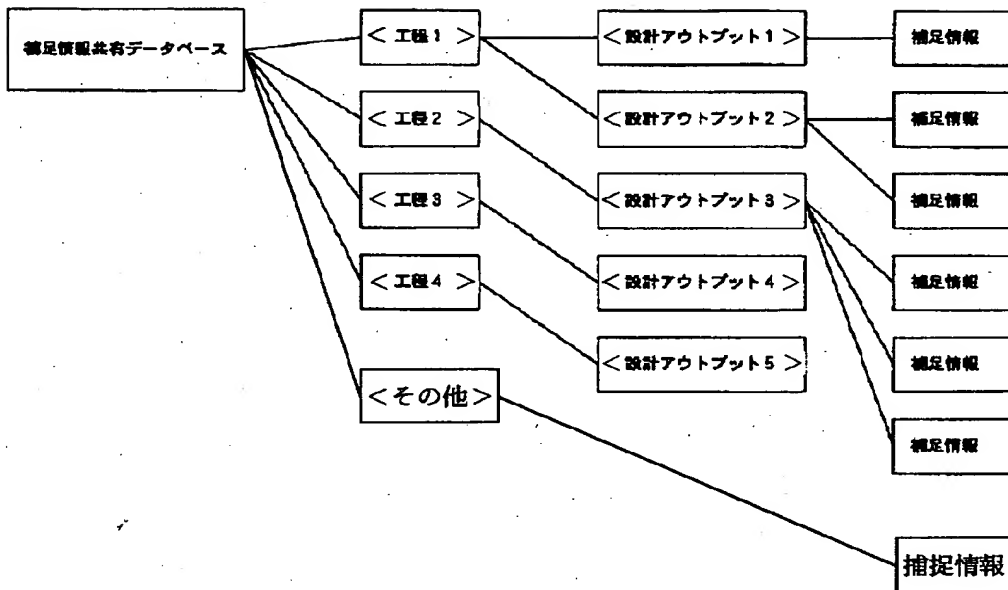 補足情報共有データベース
＜工程1＞
＜設計アウトプット1＞
補足情報
＜工程2＞
＜設計アウトプット2＞
補足情報
＜工程3＞
＜設計アウトプット3＞
補足情報
＜工程4＞
＜設計アウトプット4＞
補足情報
＜設計アウトプット5＞
補足情報
＜その他＞
補足情報
捕捉情報